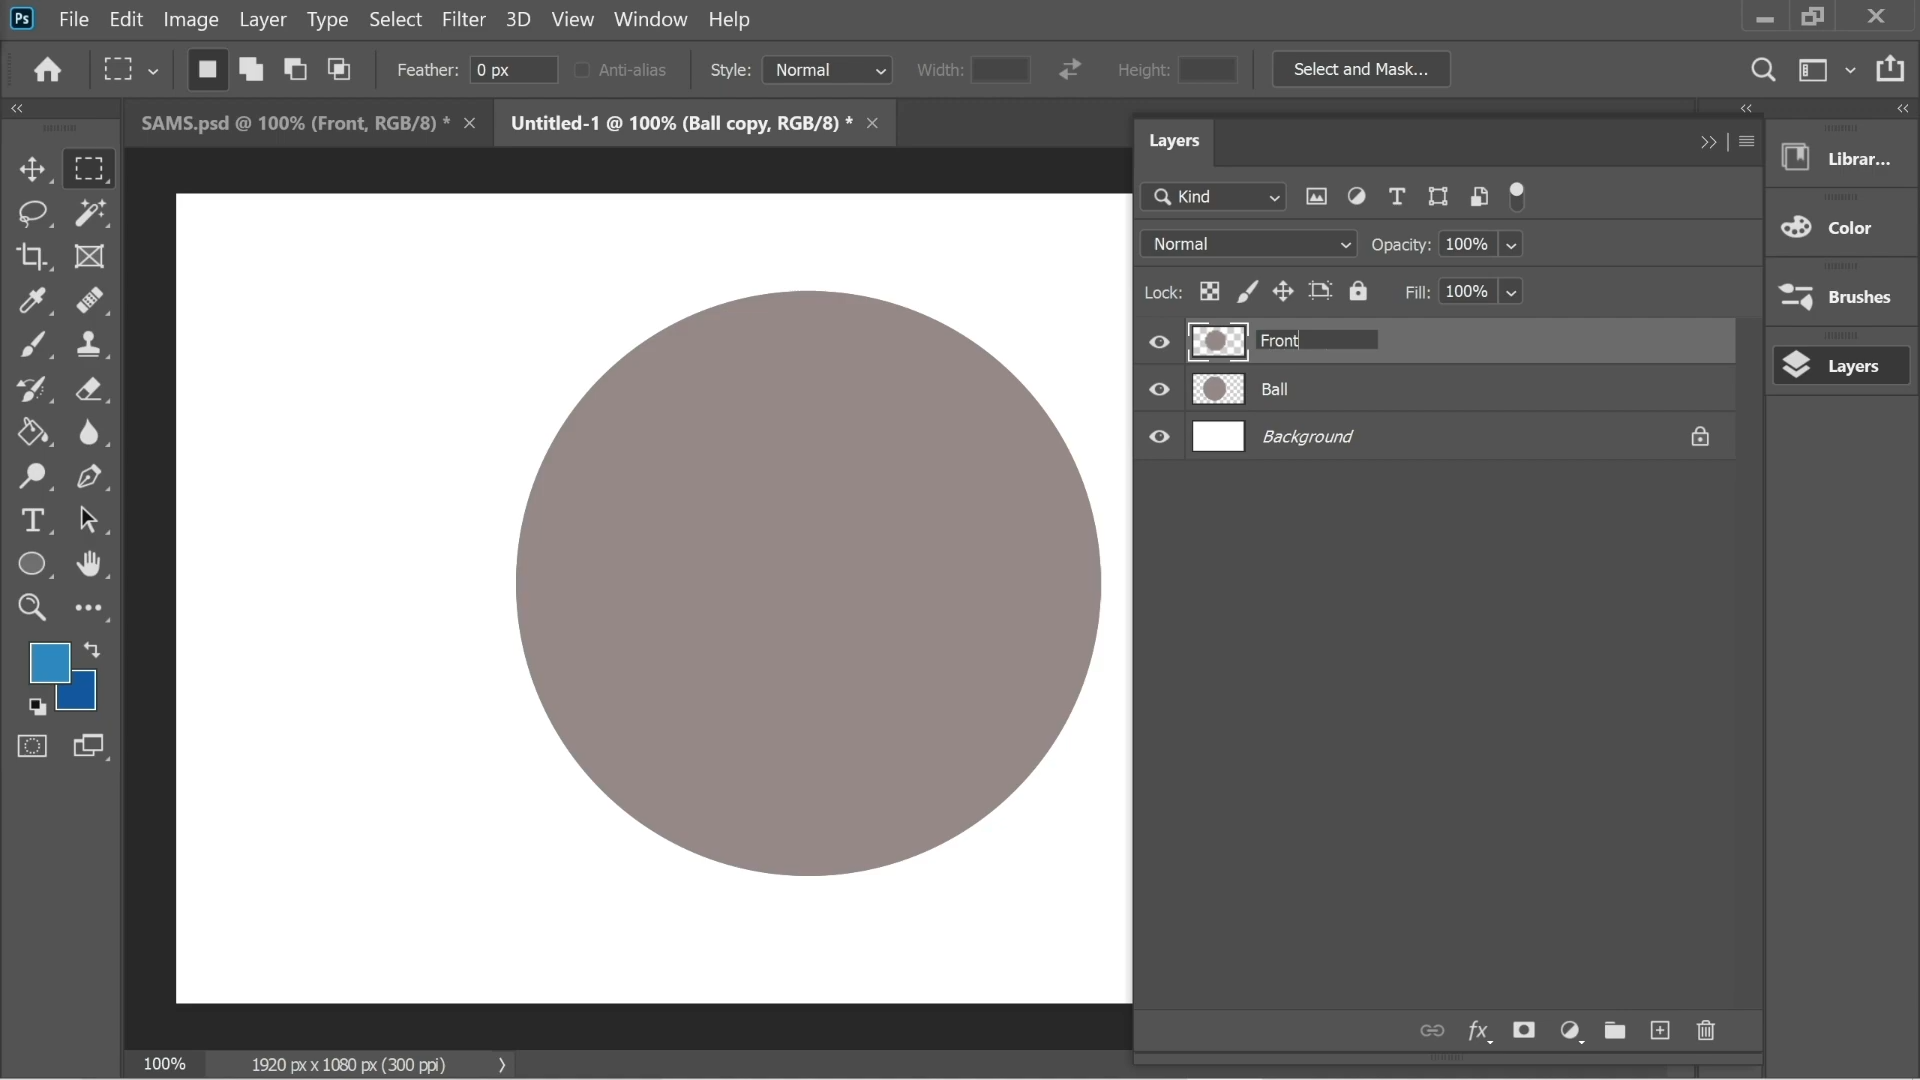 Ps File Edit Image Layer Type Select Filter 3D View Window Help
Feather: 0 px Anti-alias Style: Normal Width: Height: Select and Mask...
SAMS.psd @ 100% (Front, RGB/8) * Untitled-1 @ 100% (Ball copy, RGB/8) *
Layers
Kind
Normal Opacity: 100%
Lock: Fill: 100%
Front
Ball
Background
Librar...
Color
Brushes
Layers
100% 1920 px x 1080 px (300 ppi)